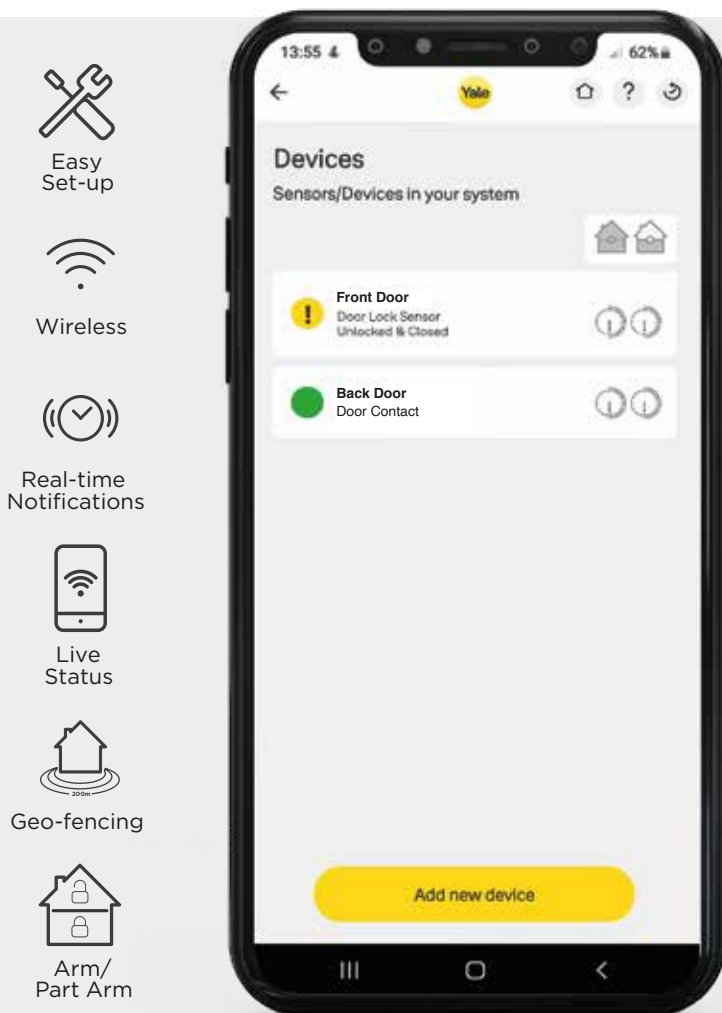 Easy
Set-up
Wireless
Real-time
Notifications
Live
Status
200m
Geo-fencing
Arm/
Part Arm
13:55
62%
Yale
?
Devices
Sensors/Devices in your system
!
Front Door
Door Lock Sensor
Unlocked & Closed
Back Door
Door Contact
Add new device